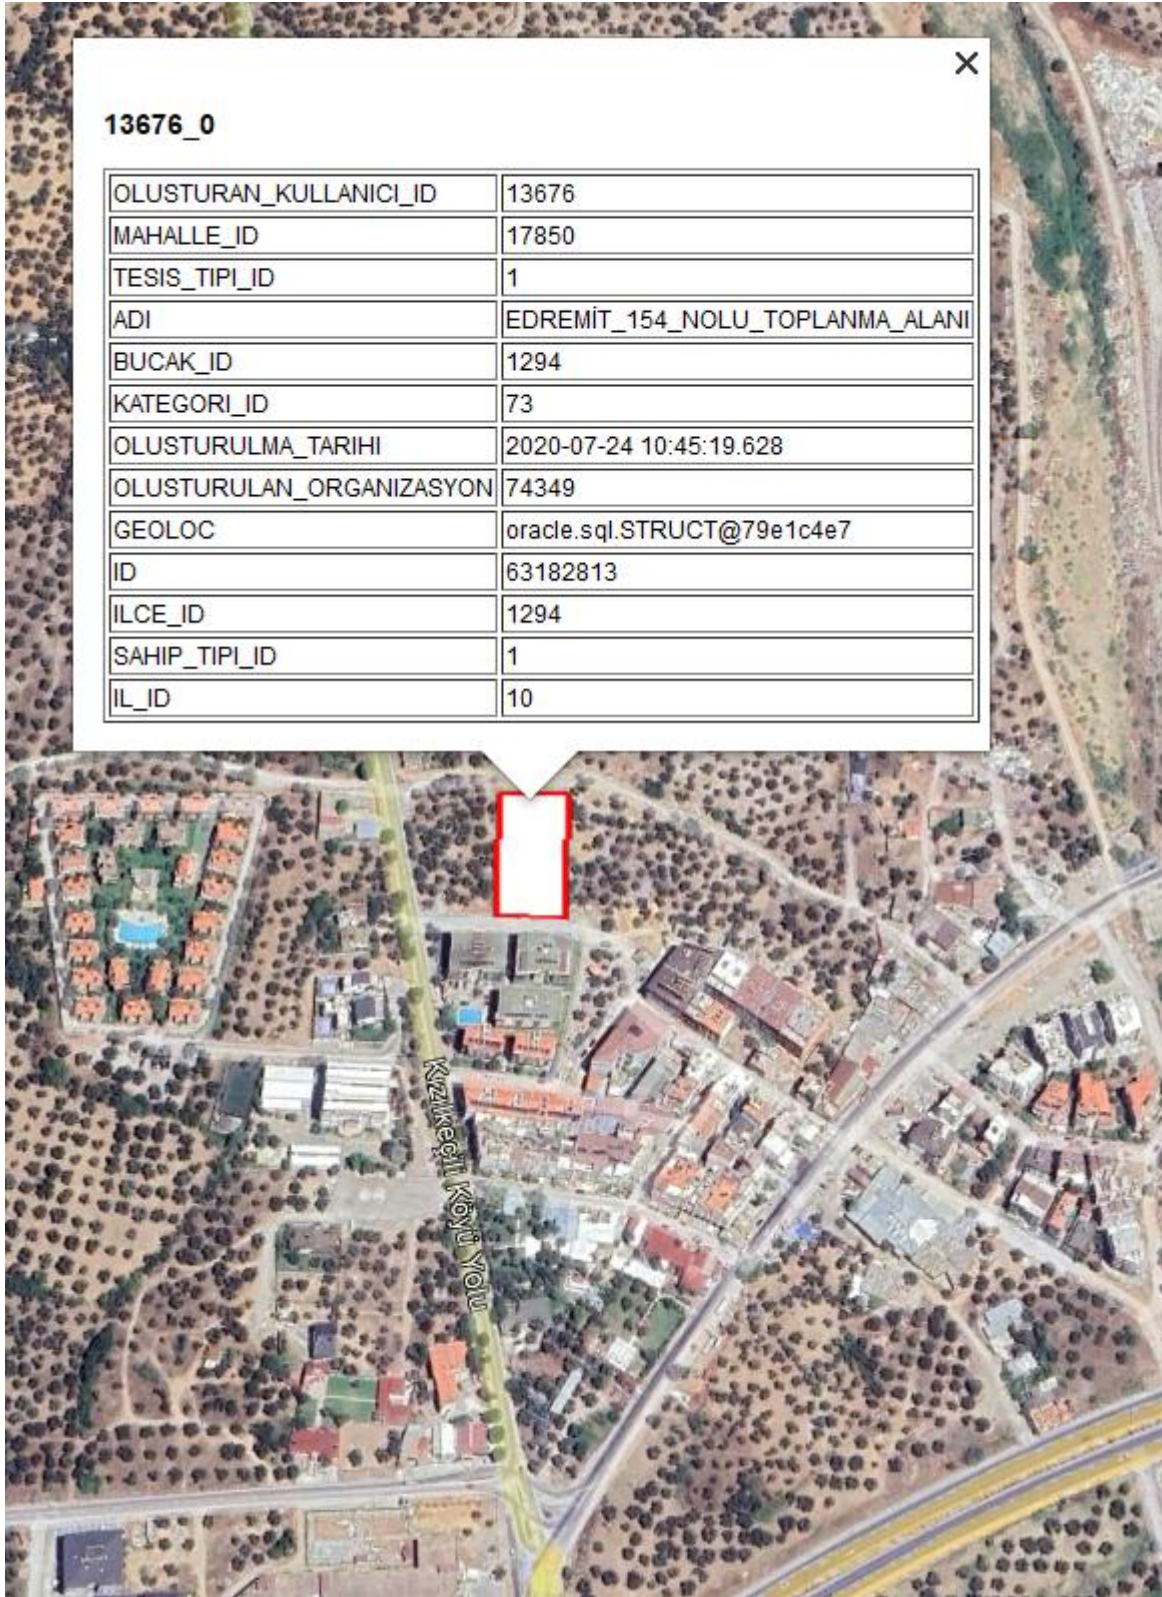 13676_0
OLUSTURAN_KULLANICI_ID 13676
MAHALLE_ID 17850
TESIS_TIPI_ID 1
ADI EDREMİT_154_NOLU_TOPLANMA_ALANI
BUCAK_ID 1294
KATEGORI_ID 73
OLUSTURULMA_TARIHI 2020-07-24 10:45:19.628
OLUSTURULAN_ORGANIZASYON 74349
GEOLOC oracle.sql.STRUCT@79e1c4e7
ID 63182813
ILCE_ID 1294
SAHIP_TIPI_ID 1
IL_ID 10
Kızılkeçili Köyü Yolu